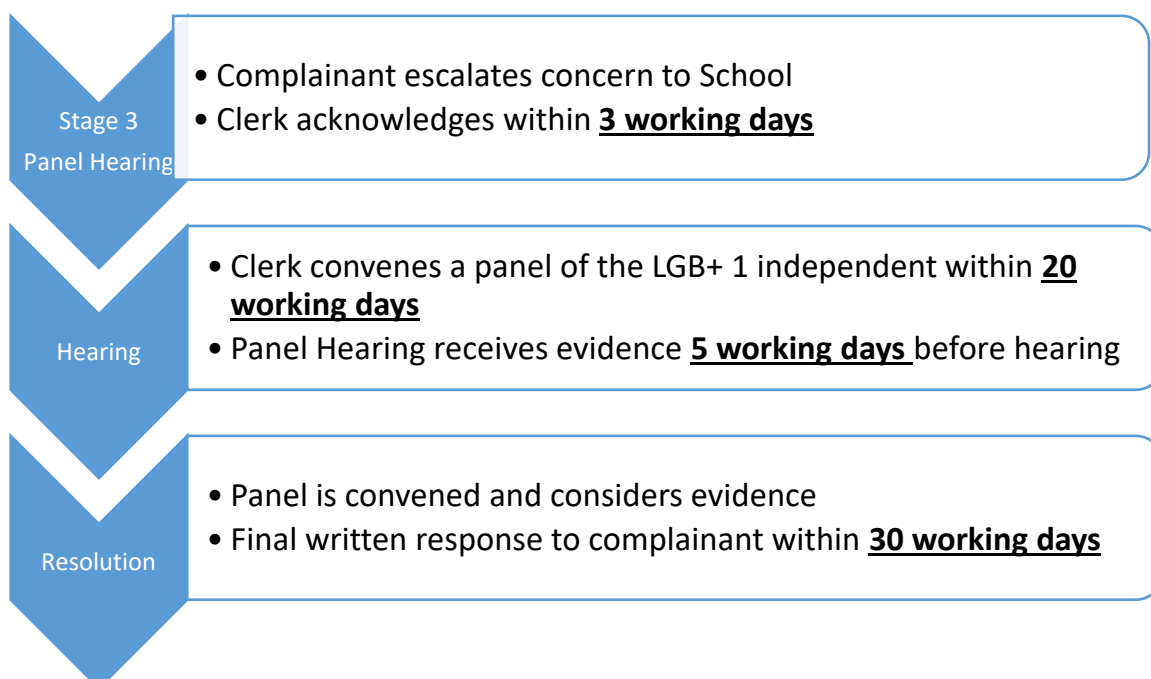 Stage 3
Panel Hearing
• Complainant escalates concern to School
• Clerk acknowledges within 3 working days
Hearing
• Clerk convenes a panel of the LGB+ 1 independent within 20
working days
• Panel Hearing receives evidence 5 working days before hearing
Resolution
• Panel is convened and considers evidence
• Final written response to complainant within 30 working days